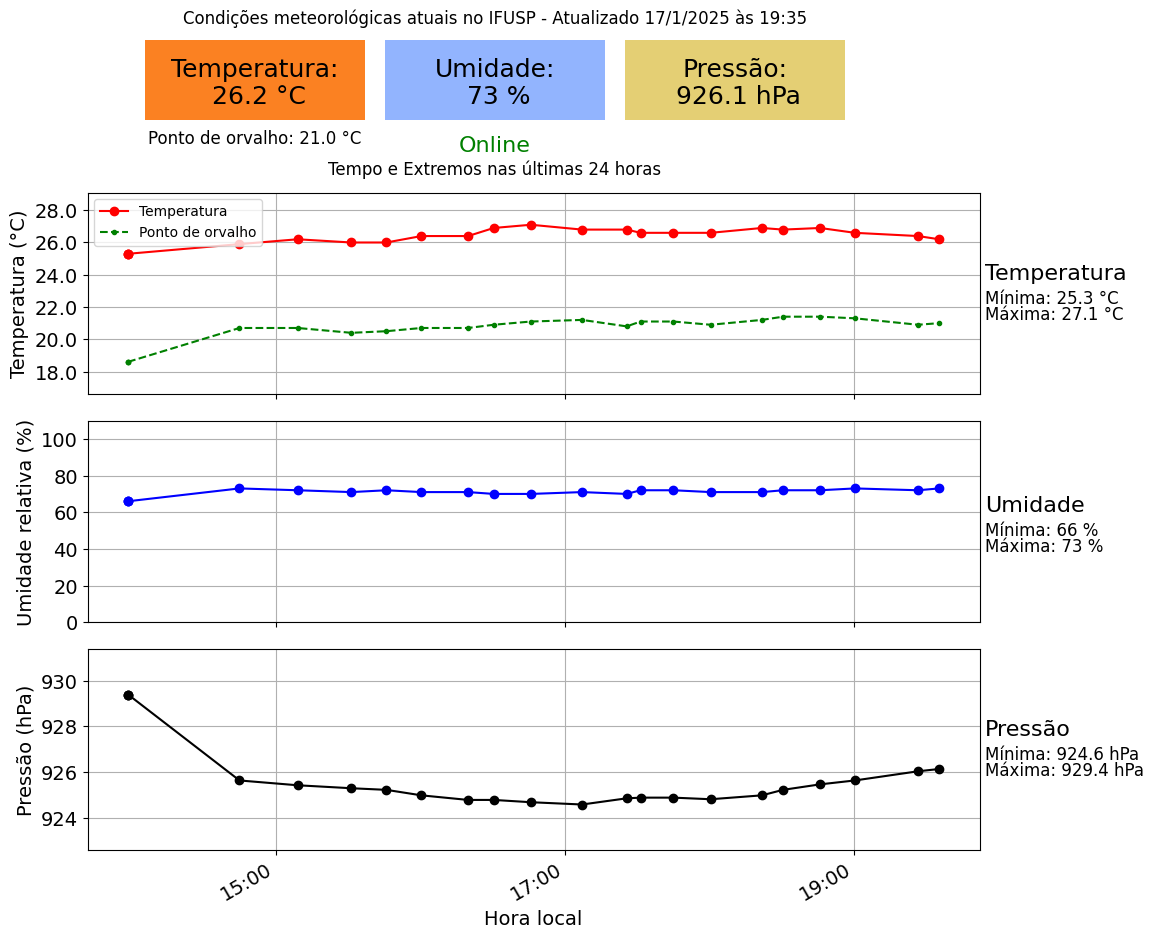 Condições meteorológicas atuais no IFUSP - Atualizado 17/1/2025 às 19:35
Temperatura:
26.2 °C
Umidade:
73 %
Pressão:
926.1 hPa
Ponto de orvalho: 21.0 °C
Online
Tempo e Extremos nas últimas 24 horas
Temperatura (°C)
28.0
26.0
24.0
22.0
20.0
18.0
Temperatura
Ponto de orvalho
Temperatura
Mínima: 25.3 °C
Máxima: 27.1 °C
Umidade relativa (%)
100
80
60
40
20
0
Umidade
Mínima: 66 %
Máxima: 73 %
Pressão (hPa)
930
928
926
924
Pressão
Mínima: 924.6 hPa
Máxima: 929.4 hPa
15:00
17:00
19:00
Hora local